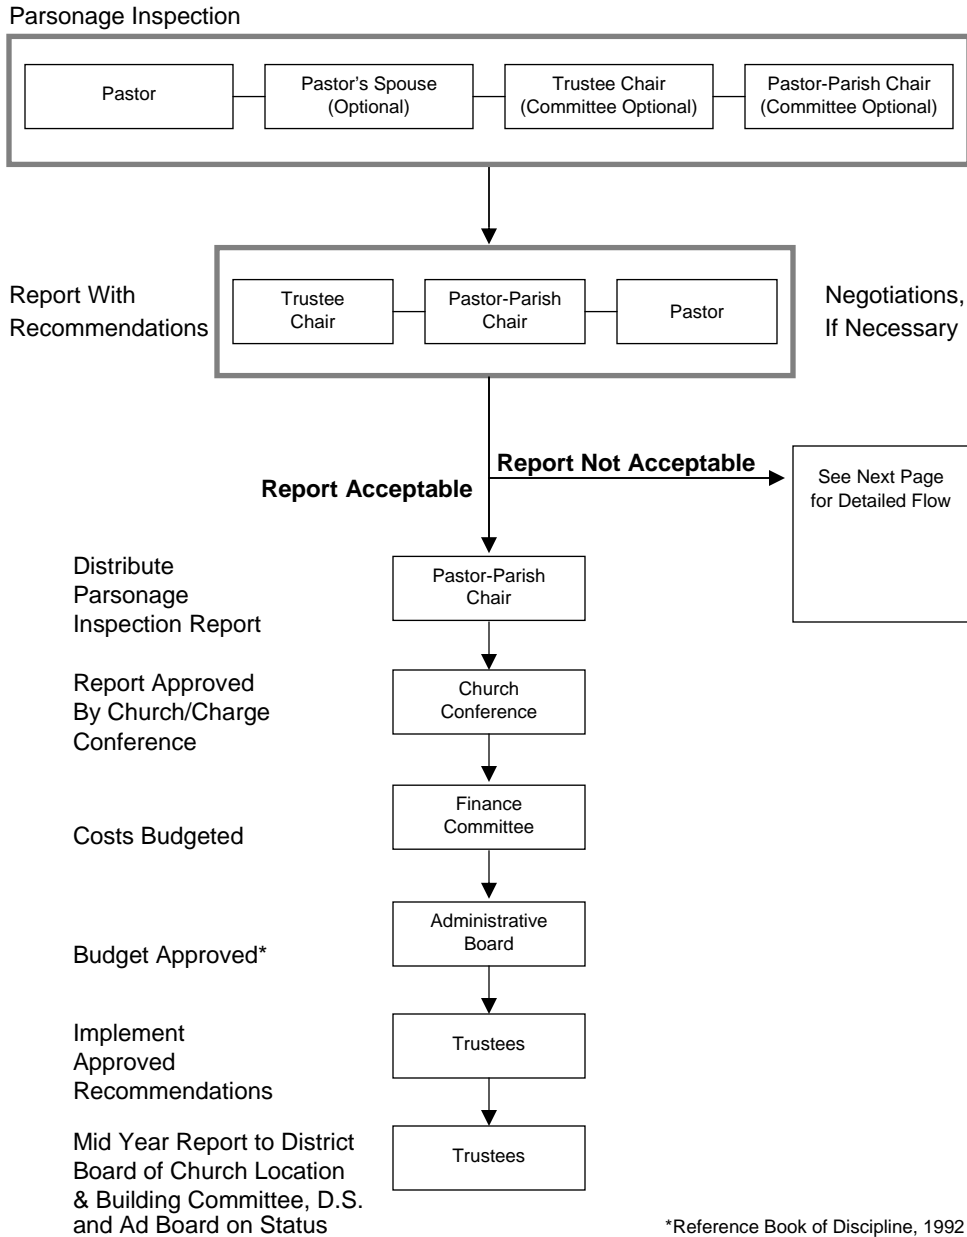 Parsonage Inspection
Pastor
Pastor's Spouse
(Optional)
Trustee Chair
(Committee Optional)
Pastor-Parish Chair
(Committee Optional)
Report With
Recommendations
Trustee
Chair
Pastor-Parish
Chair
Pastor
Negotiations,
If Necessary
Report Not Acceptable
Report Acceptable
See Next Page
for Detailed Flow
Distribute
Parsonage
Inspection Report
Pastor-Parish
Chair
Report Approved
By Church/Charge
Conference
Church
Conference
Costs Budgeted
Finance
Committee
Budget Approved*
Administrative
Board
Implement
Approved
Recommendations
Trustees
Mid Year Report to District
Board of Church Location
& Building Committee, D.S.
and Ad Board on Status
Trustees
*Reference Book of Discipline, 1992